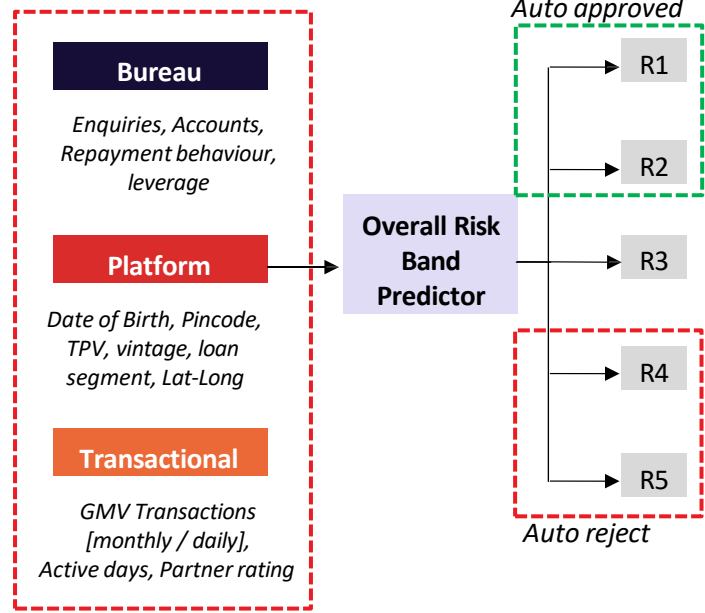 Bureau
Enquiries, Accounts,
Repayment behaviour,
leverage
Platform
Date of Birth, Pincode,
TPV, vintage, loan
segment, Lat-Long
Transactional
GMV Transactions
[monthly / daily],
Active days, Partner rating
Overall Risk
Band
Predictor
Auto approved
R1
R2
R3
R4
R5
Auto reject